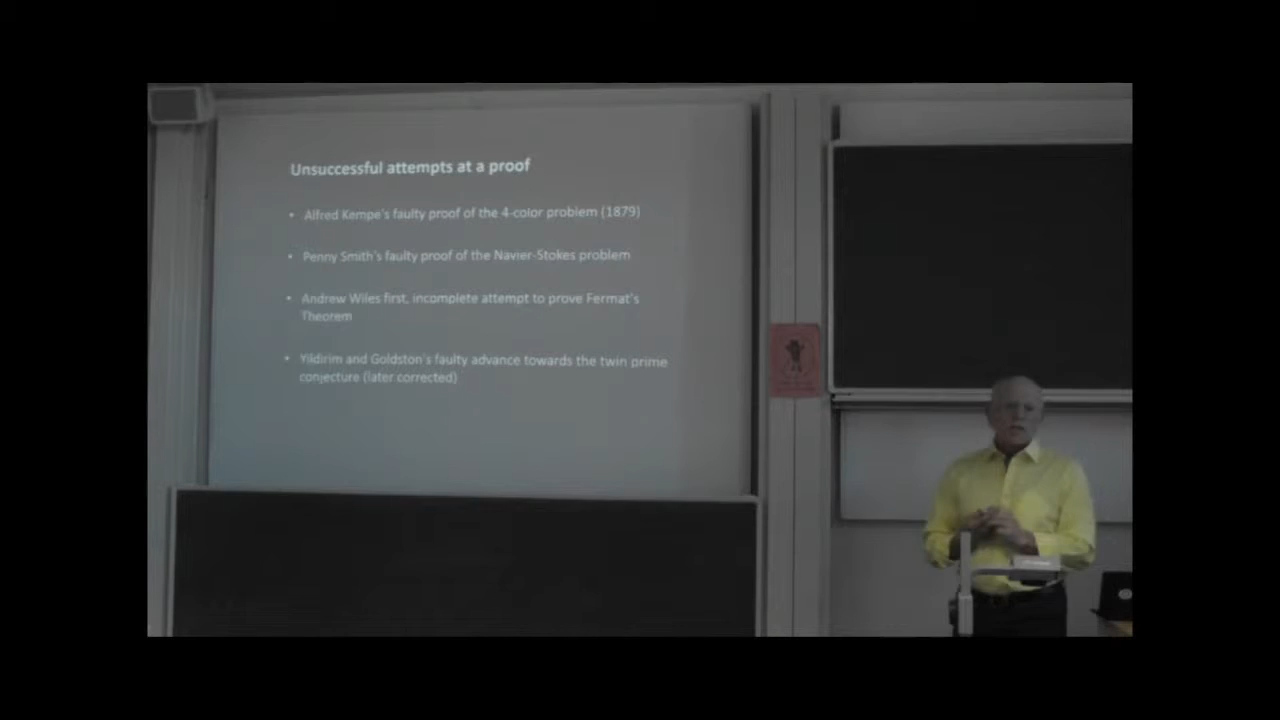 Unsuccessful attempts at a proof
• Alfred Kempe's faulty proof of the 4-color problem (1879)
• Penny Smith's faulty proof of the Navier-Stokes problem
• Andrew Wiles first, incomplete attempt to prove Fermat's
Theorem
• Yildirim and Goldston's faulty advance towards the twin prime
conjecture (later corrected)